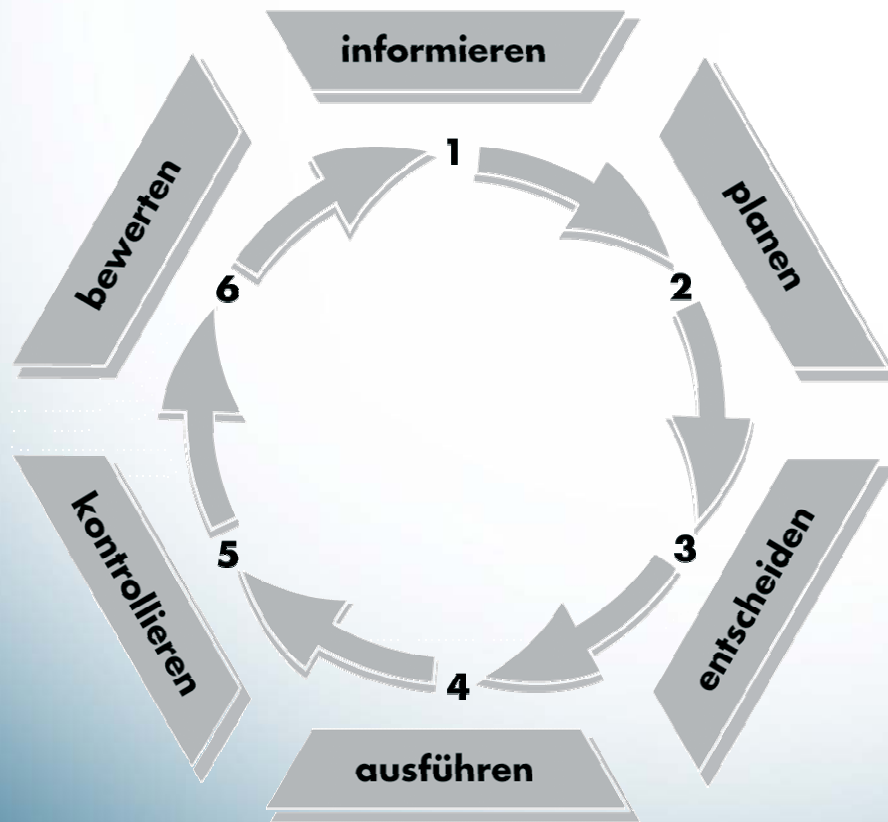 informieren
1
planen
2
entscheiden
3
ausführen
4
kontrollieren
5
bewerten
6